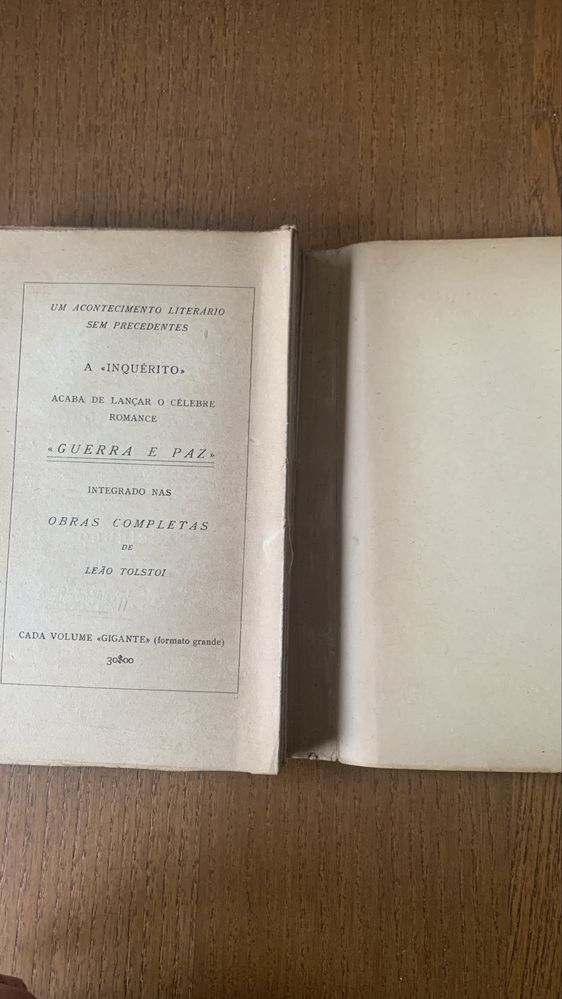 UM ACONTECIMENTO LITERÁRIO
SEM PRECEDENTES
A «INQUÉRITO»
ACABA DE LANÇAR O CÉLEBRE
ROMANCE
«GUERRA E PAZ»
INTEGRADO NAS
OBRAS COMPLETAS
DE
LEÃO TOLSTOI
CADA VOLUME «GIGANTE» (formato grande)
30$00